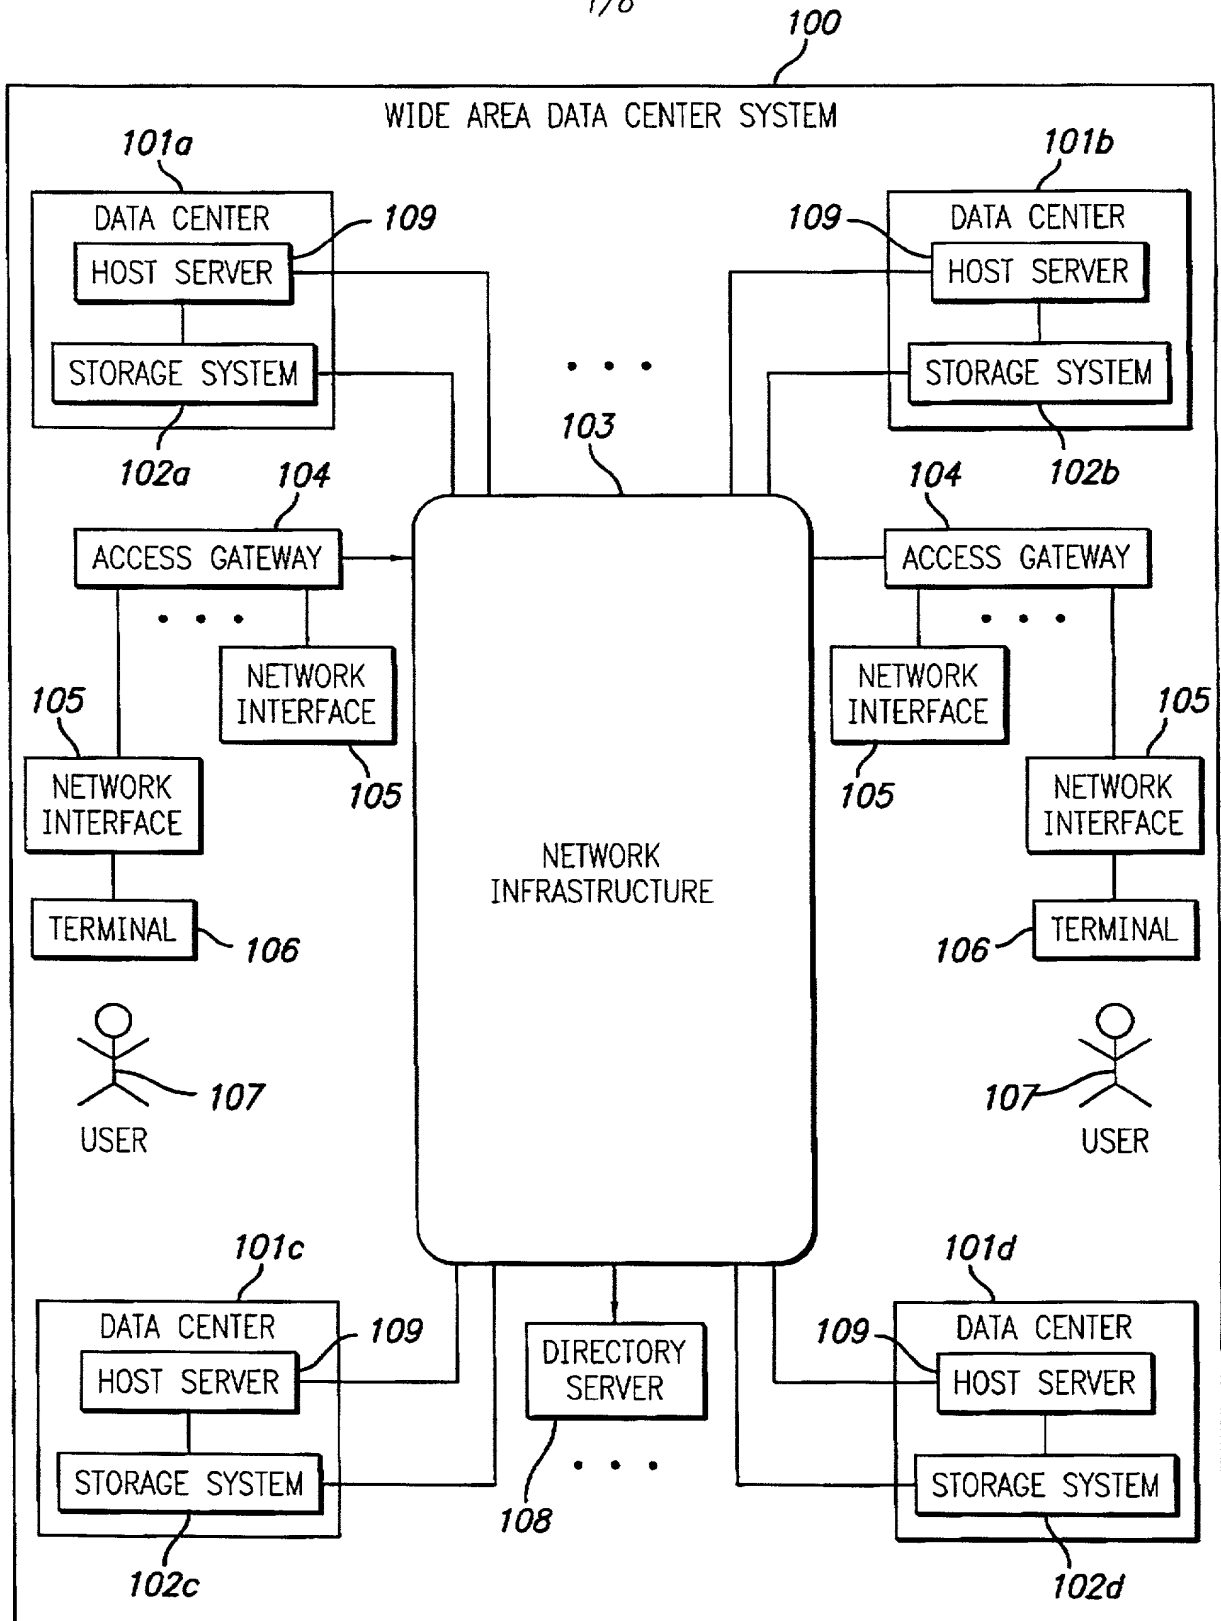 1/8
100
WIDE AREA DATA CENTER SYSTEM
101a
101b
DATA CENTER
109
HOST SERVER
STORAGE SYSTEM
102a
109
DATA CENTER
HOST SERVER
STORAGE SYSTEM
102b
103
104
ACCESS GATEWAY
104
ACCESS GATEWAY
NETWORK
INTERFACE
105
105
NETWORK
INTERFACE
TERMINAL
106
NETWORK
INTERFACE
105
105
NETWORK
INTERFACE
106
TERMINAL
NETWORK
INFRASTRUCTURE
107
USER
107
USER
101c
101d
DATA CENTER
109
HOST SERVER
STORAGE SYSTEM
102c
DIRECTORY
SERVER
108
109
DATA CENTER
HOST SERVER
STORAGE SYSTEM
102d